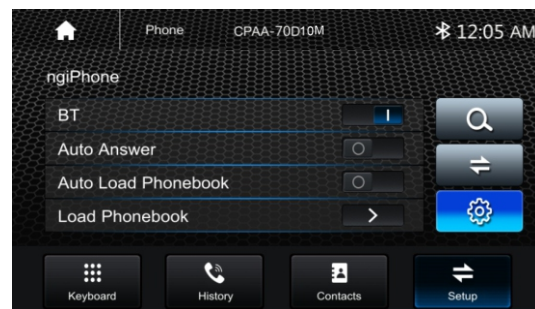 Phone CPAA-70D10M 12:05 AM
ngiPhone
BT
Auto Answer
Auto Load Phonebook
Load Phonebook
Keyboard History Contacts Setup